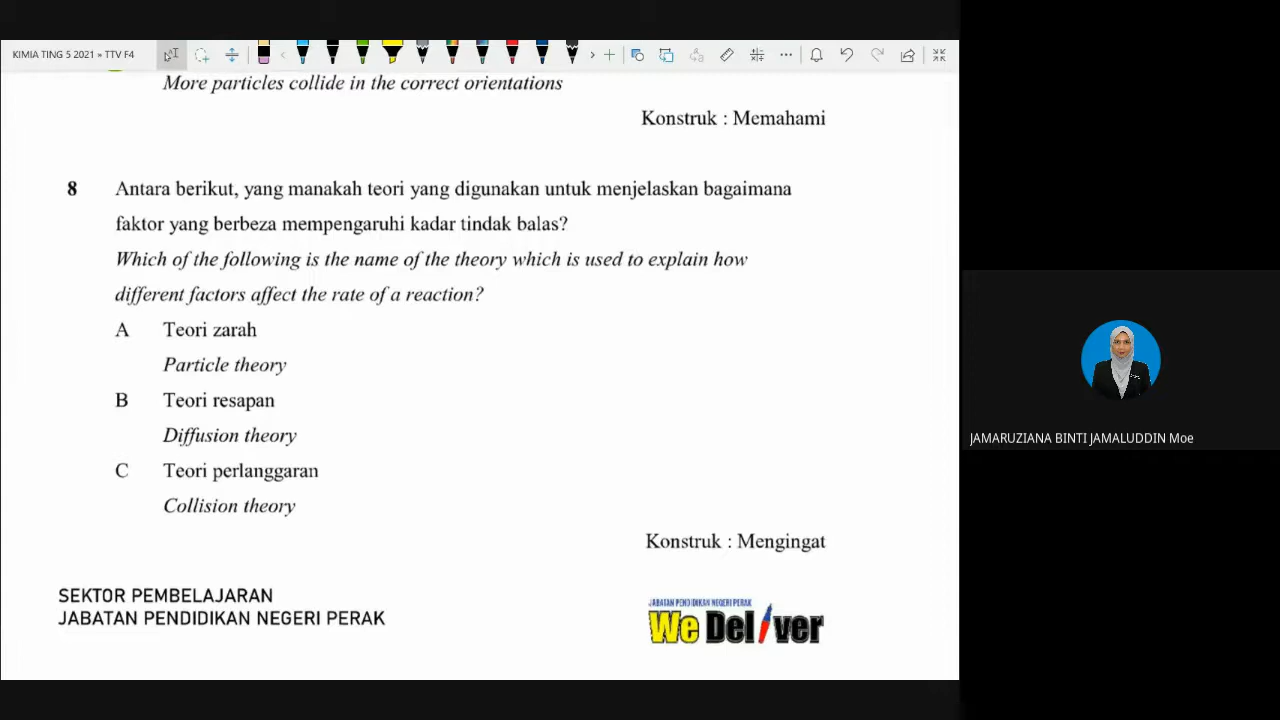 KIMIA TING 5 2021 » TTV F4
More particles collide in the correct orientations
Konstruk : Memahami
8 Antara berikut, yang manakah teori yang digunakan untuk menjelaskan bagaimana
faktor yang berbeza mempengaruhi kadar tindak balas?
Which of the following is the name of the theory which is used to explain how
different factors affect the rate of a reaction?
A Teori zarah
Particle theory
B Teori resapan
Diffusion theory
C Teori perlanggaran
Collision theory
Konstruk : Mengingat
SEKTOR PEMBELAJARAN
JABATAN PENDIDIKAN NEGERI PERAK
JABATAN PENDIDIKAN NEGERI PERAK
We Deliver
JAMARUZIANA BINTI JAMALUDDIN Moe